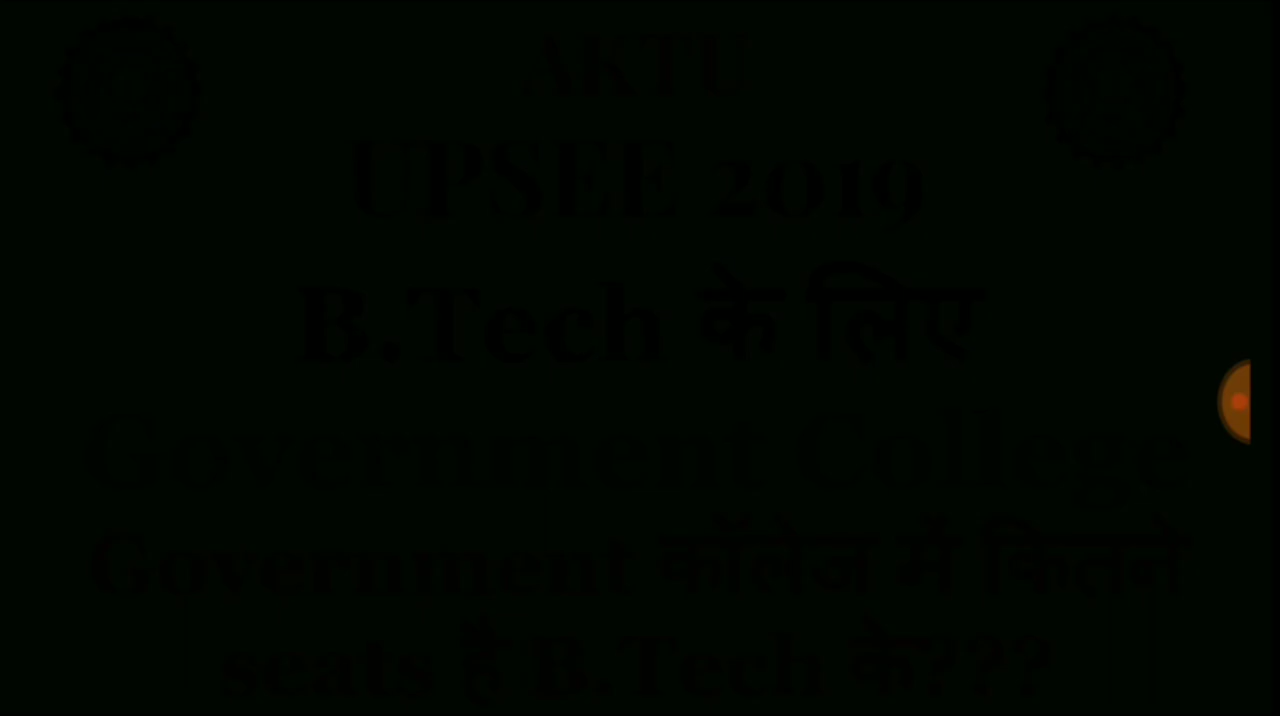 AKTU
UPSEE 2019
B.Tech के लिए
Government College
Government कॉलेज में कितने
seats है B.Tech के???